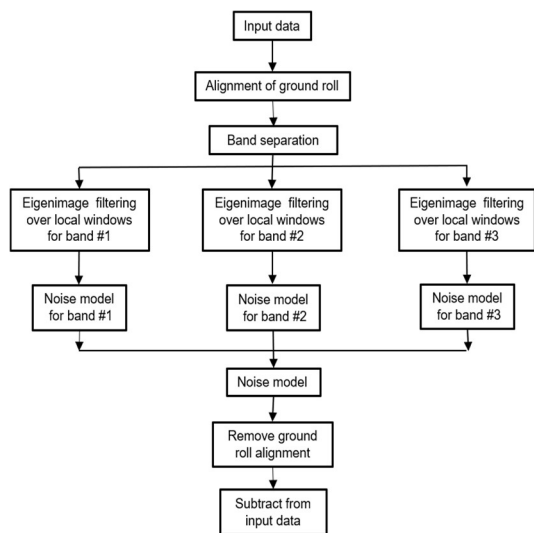 Input data
Alignment of ground roll
Band separation
Eigenimage filtering
over local windows
for band #1
Eigenimage filtering
over local windows
for band #2
Eigenimage filtering
over local windows
for band #3
Noise model
for band
#1
Noise model
for band
#2
Noise model
for band #3
Noise model
Remove ground
roll alignment
Subtract from
input data